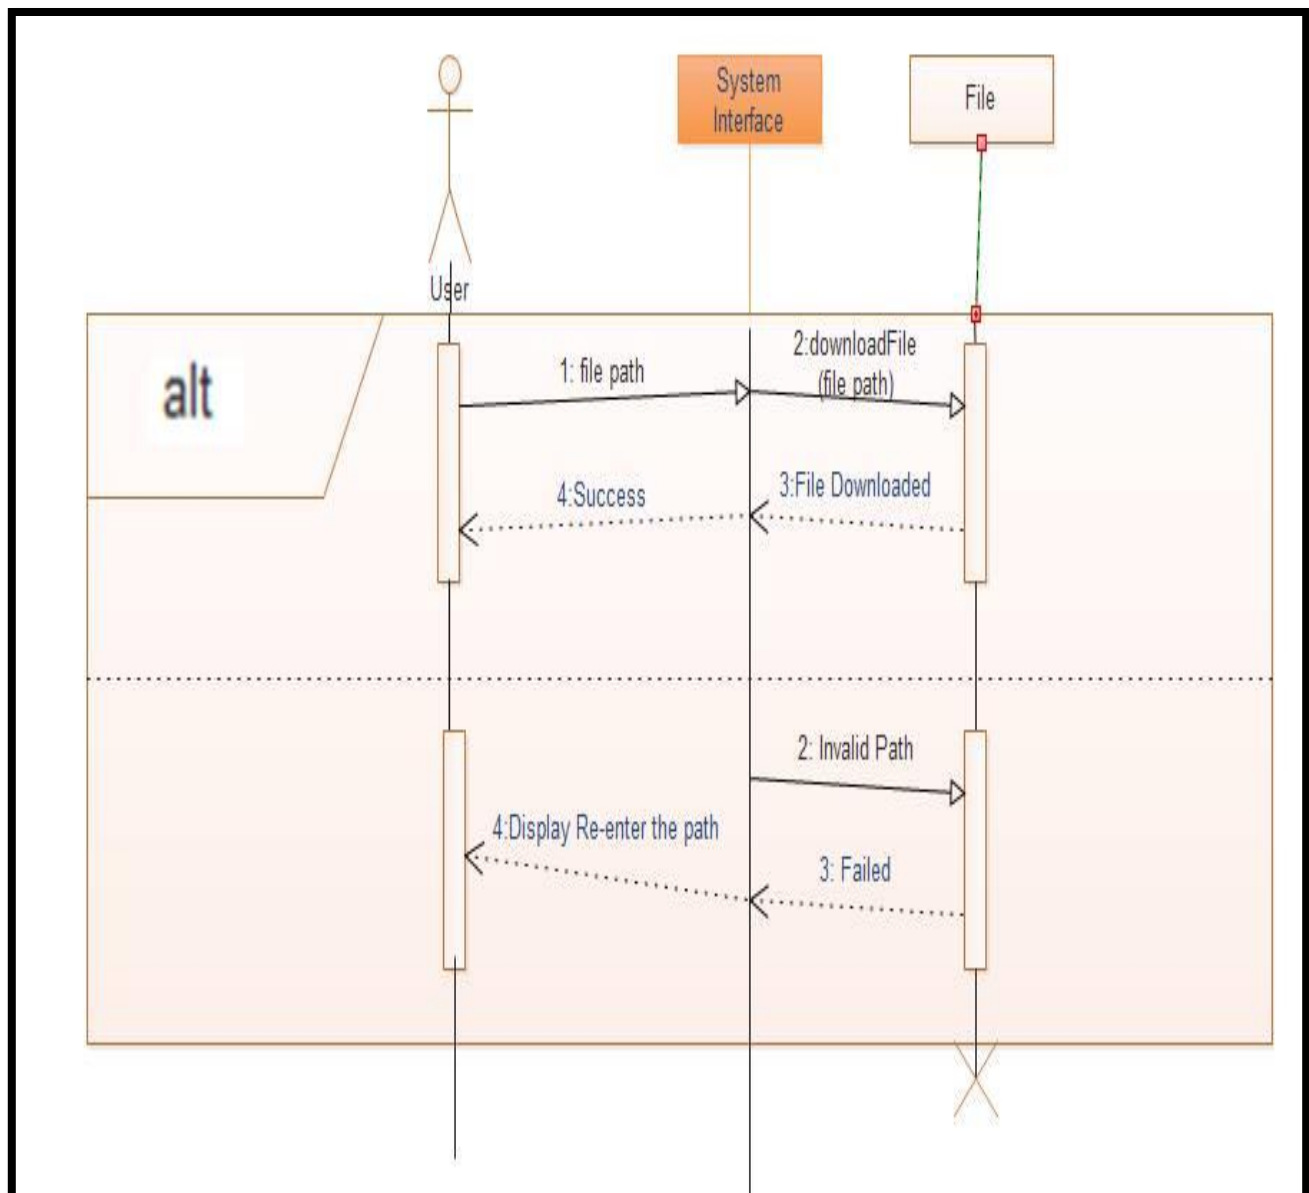 System
Interface
File
User
alt
1: file path
2:downloadFile
(file path)
4:Success
3:File Downloaded
2: Invalid Path
4:Display Re-enter the path
3: Failed